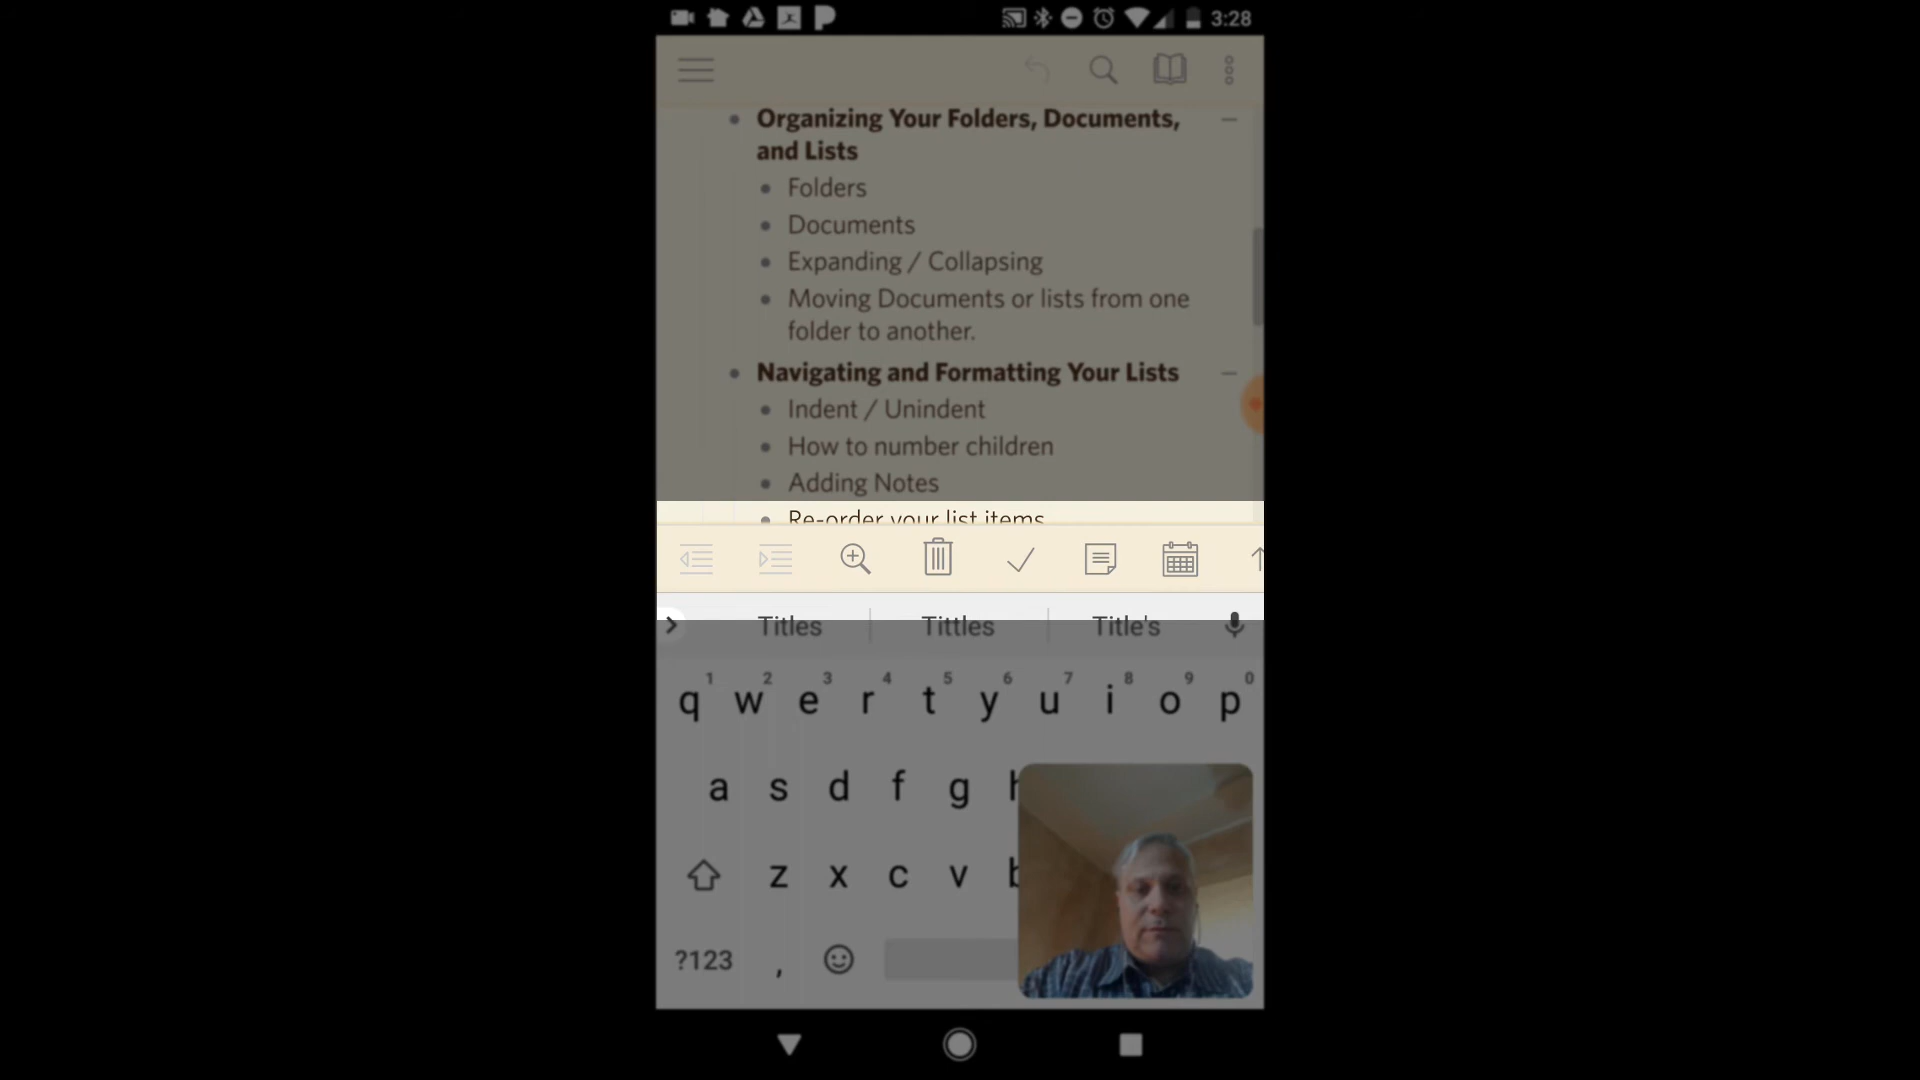 3:28
Organizing Your Folders, Documents,
and Lists
Folders
Documents
Expanding / Collapsing
Moving Documents or lists from one
folder to another.
Navigating and Formatting Your Lists
Indent / Unindent
How to number children
Adding Notes
Re-order your list items
Titles Tittles Title's
1 2 3 4 5 6 7 8 9 0
q w e r t y u i o p
a s d f g h
z x c v b
?123 ,